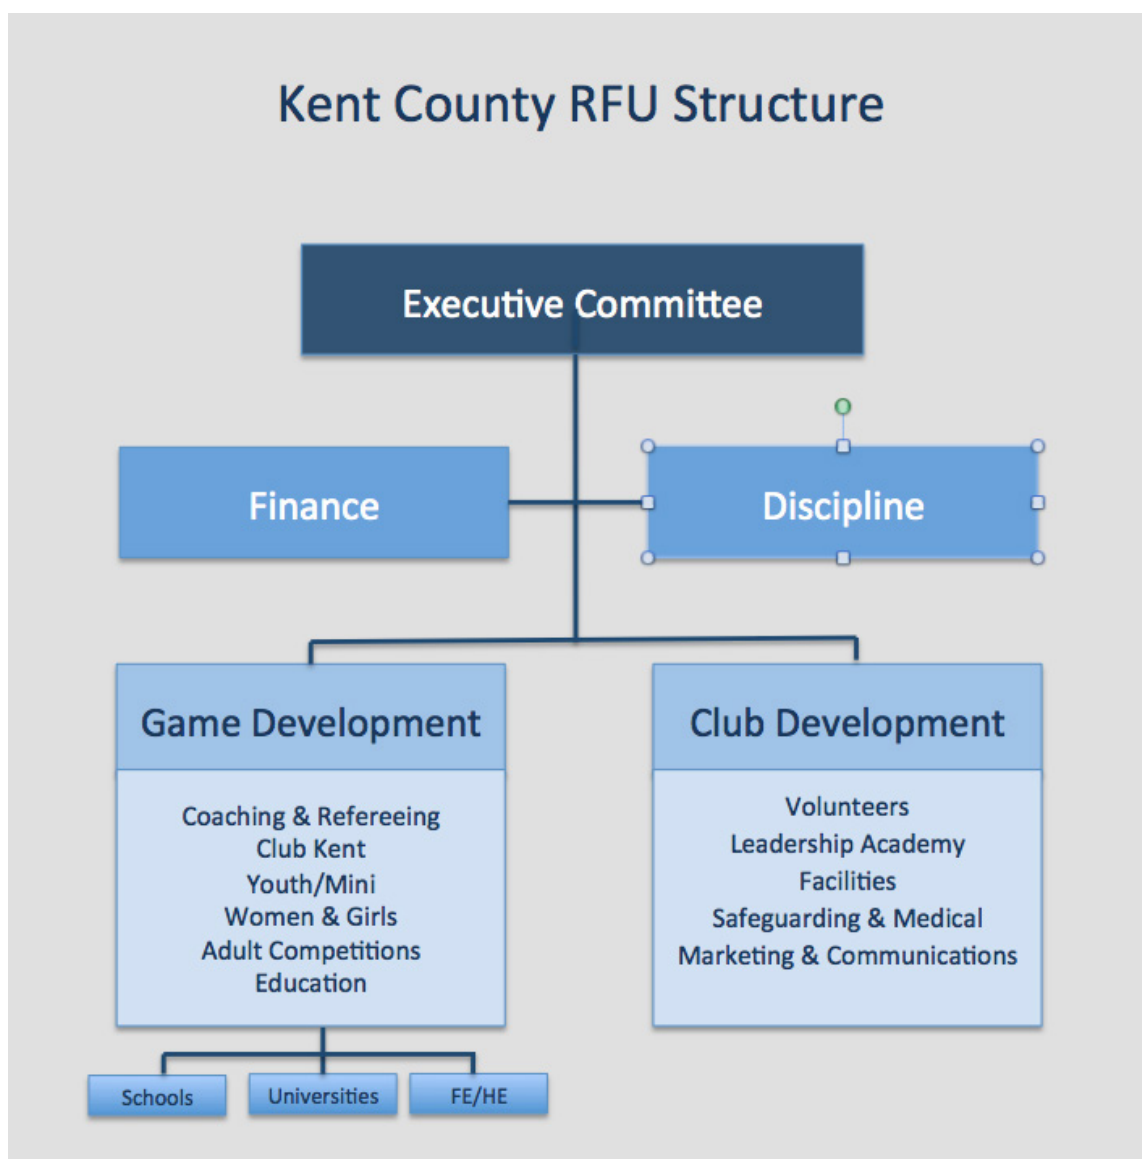 Kent County RFU Structure
Executive Committee
Finance
Discipline
Game Development
Coaching & Refereeing
Club Kent
Youth/Mini
Women & Girls
Adult Competitions
Education
Club Development
Volunteers
Leadership Academy
Facilities
Safeguarding & Medical
Marketing & Communications
Schools
Universities
FE/HE